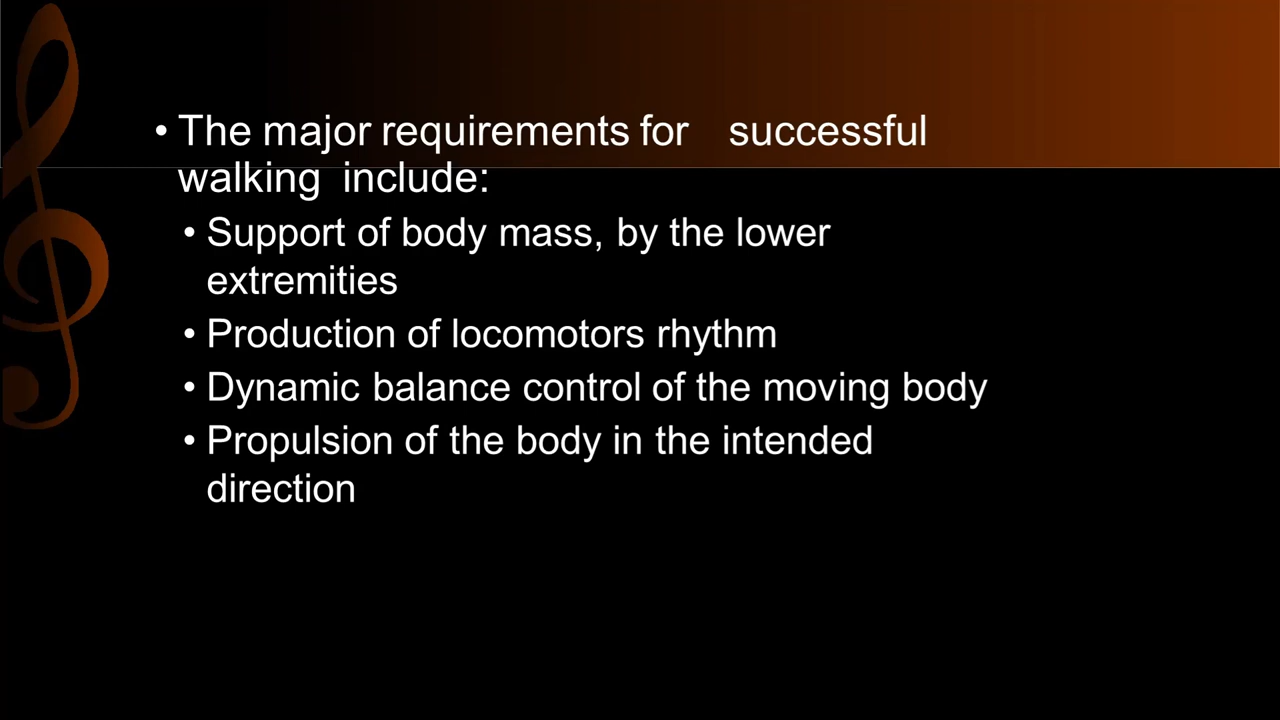 • The major requirements for successful
walking include:
• Support of body mass, by the lower
extremities
• Production of locomotors rhythm
• Dynamic balance control of the moving body
• Propulsion of the body in the intended
direction